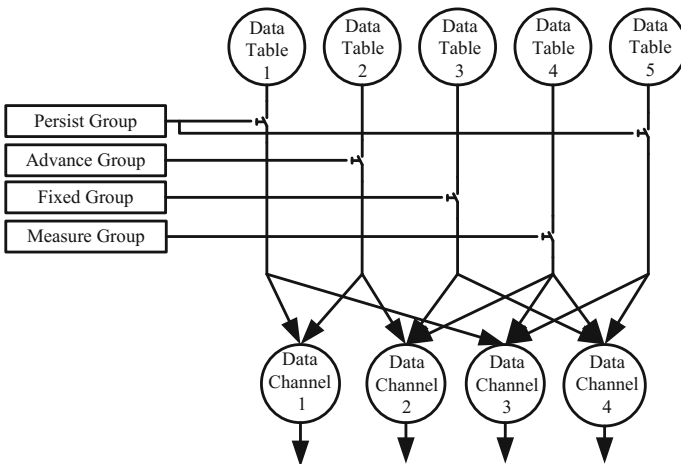 Data
Table
1
Data
Table
2
Data
Table
3
Data
Table
4
Data
Table
5
Persist Group
Advance Group
Fixed Group
Measure Group
Data
Channel
1
Data
Channel
2
Data
Channel
3
Data
Channel
4